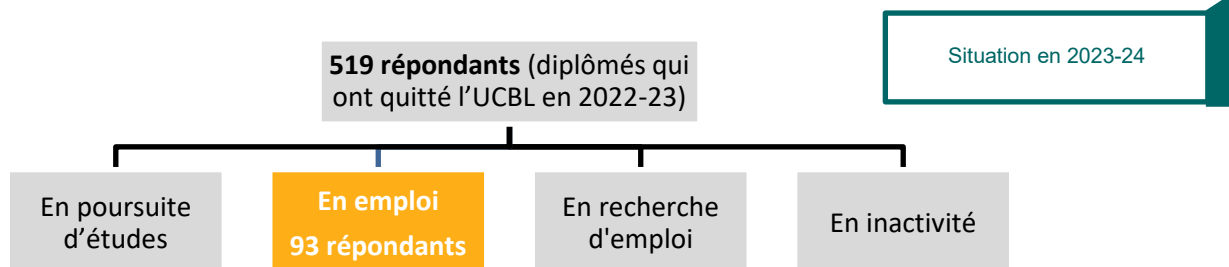 Situation en 2023-24
519 répondants (diplômés qui
ont quitté l’UCBL en 2022-23)
En poursuite
d’études
En emploi
93 répondants
En recherche
d'emploi
En inactivité